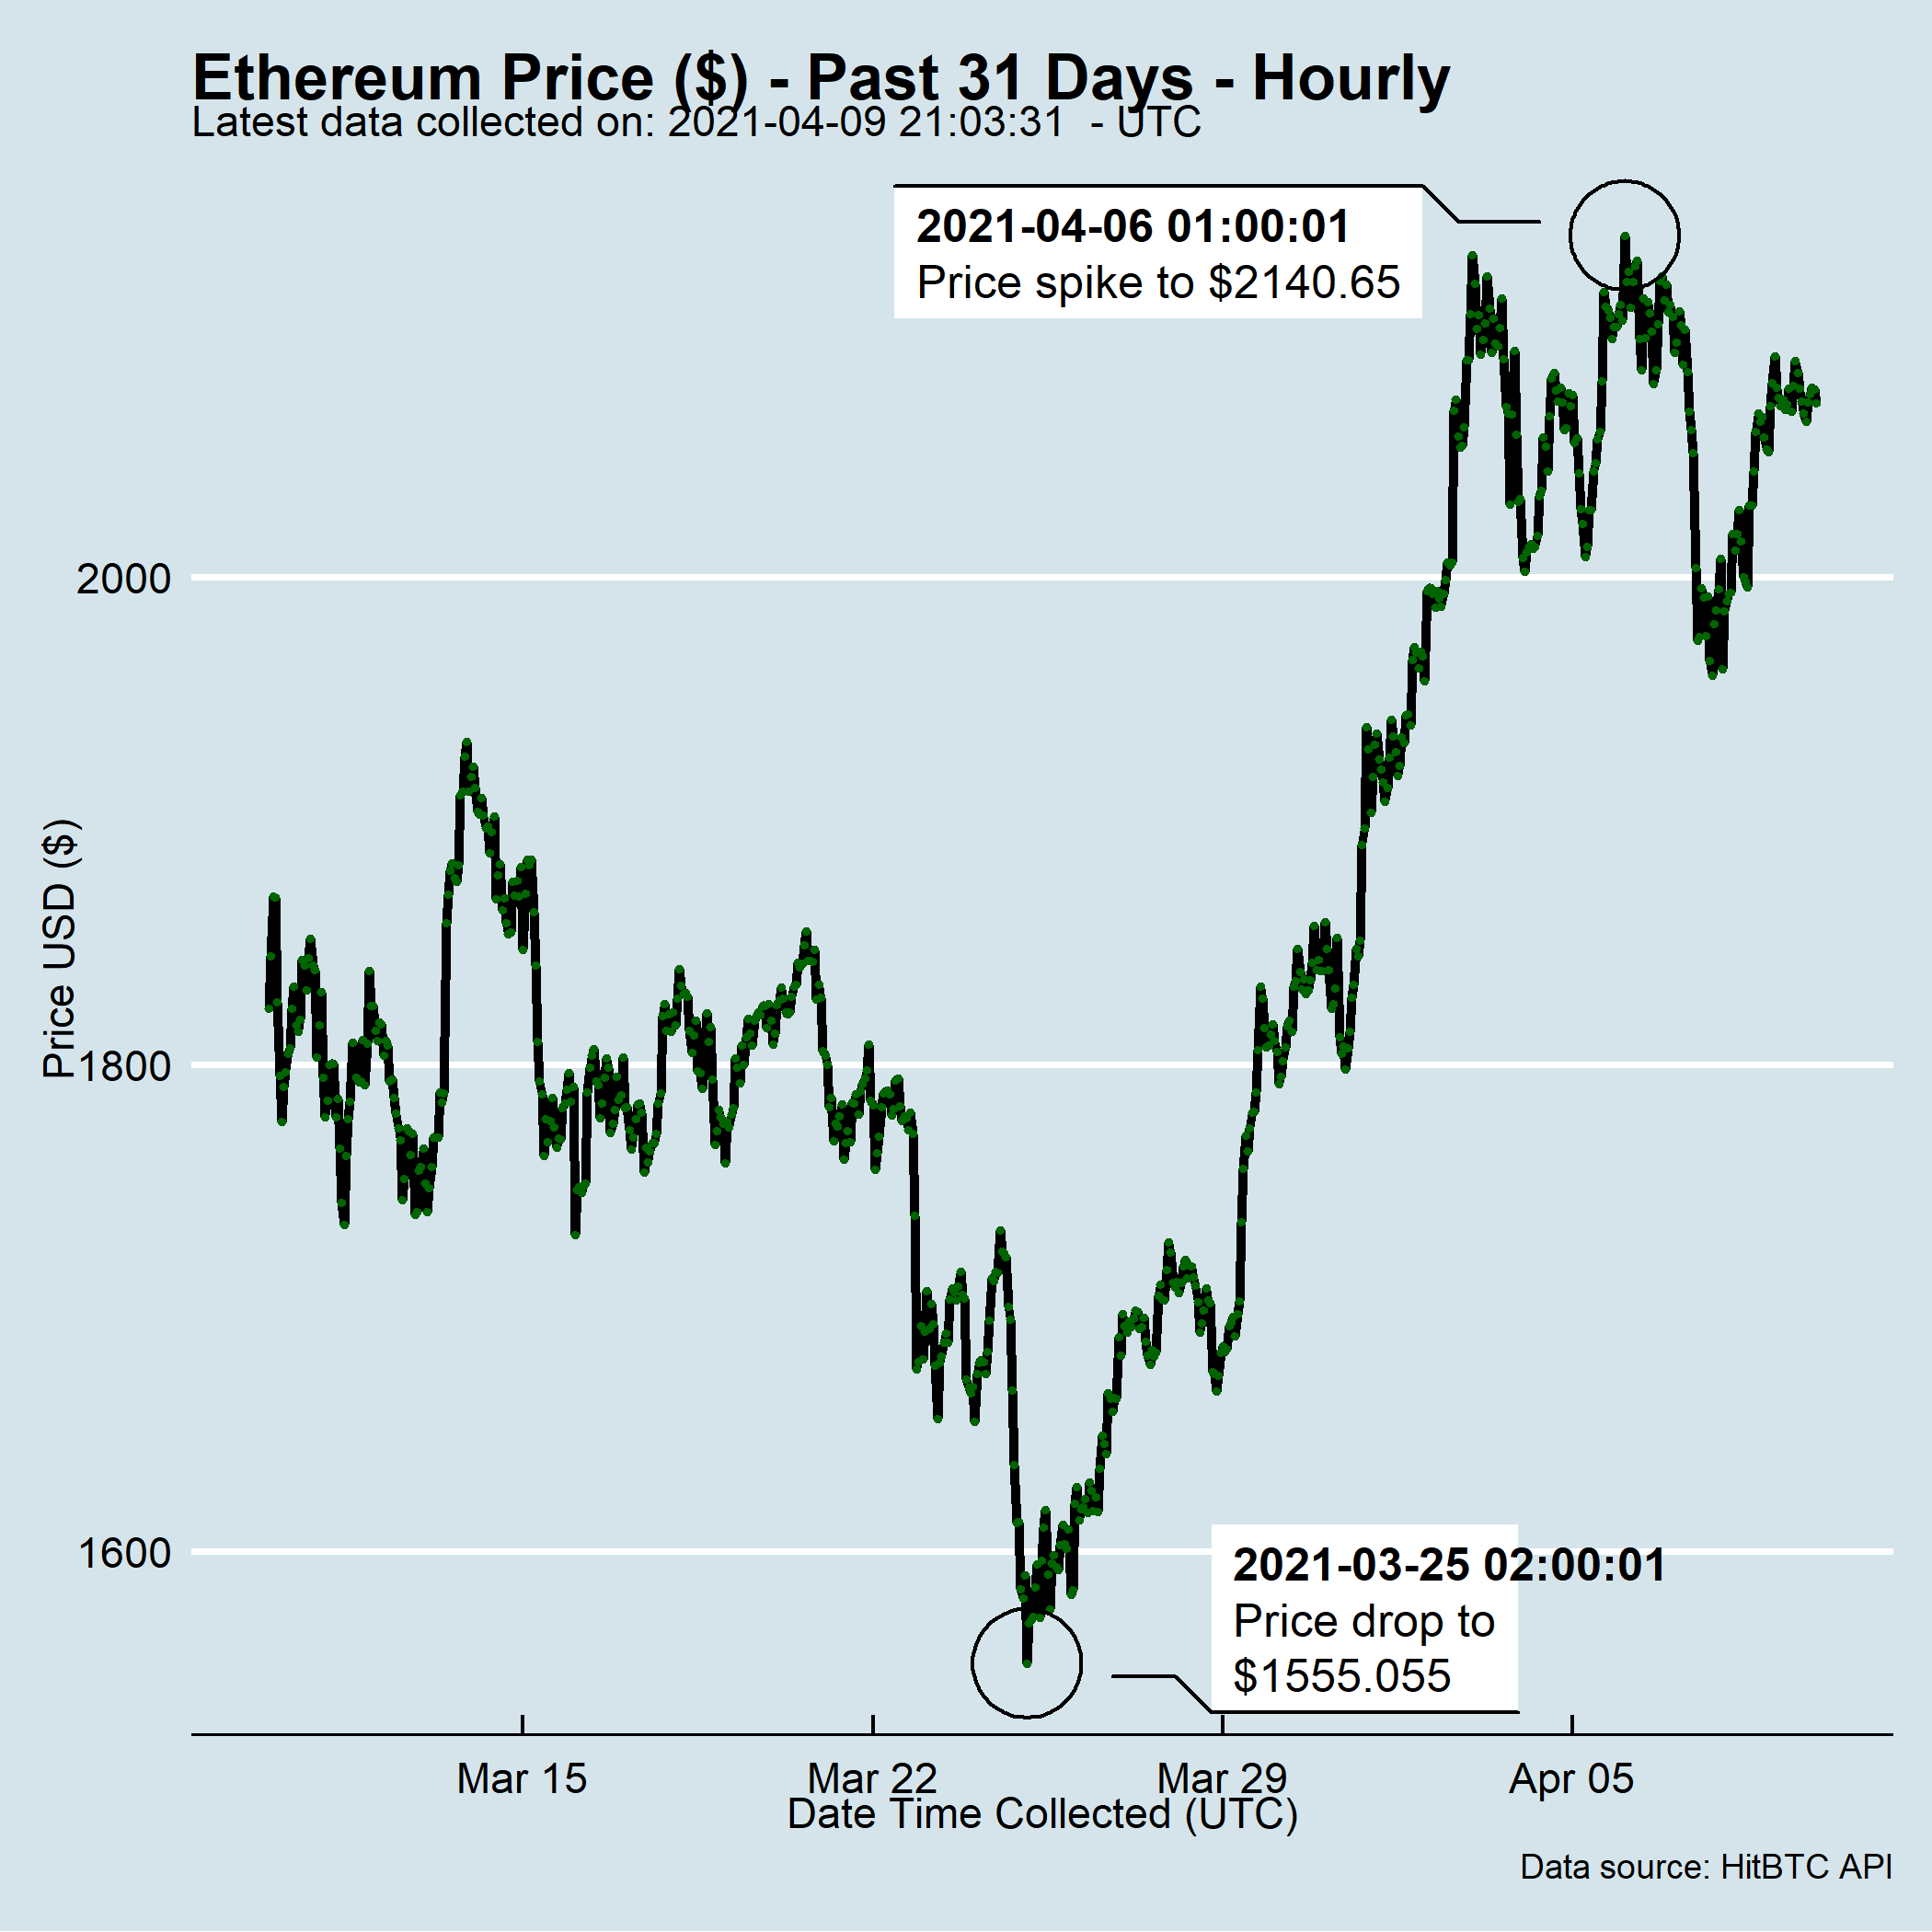 Ethereum Price ($) - Past 31 Days - Hourly
Latest data collected on: 2021-04-09 21:03:31  - UTC
2021-04-06 01:00:01
Price spike to $2140.65
2000
1800
1600
Price USD ($)
2021-03-25 02:00:01
Price drop to
$1555.055
Mar 15
Mar 22
Mar 29
Apr 05
Date Time Collected (UTC)
Data source: HitBTC API